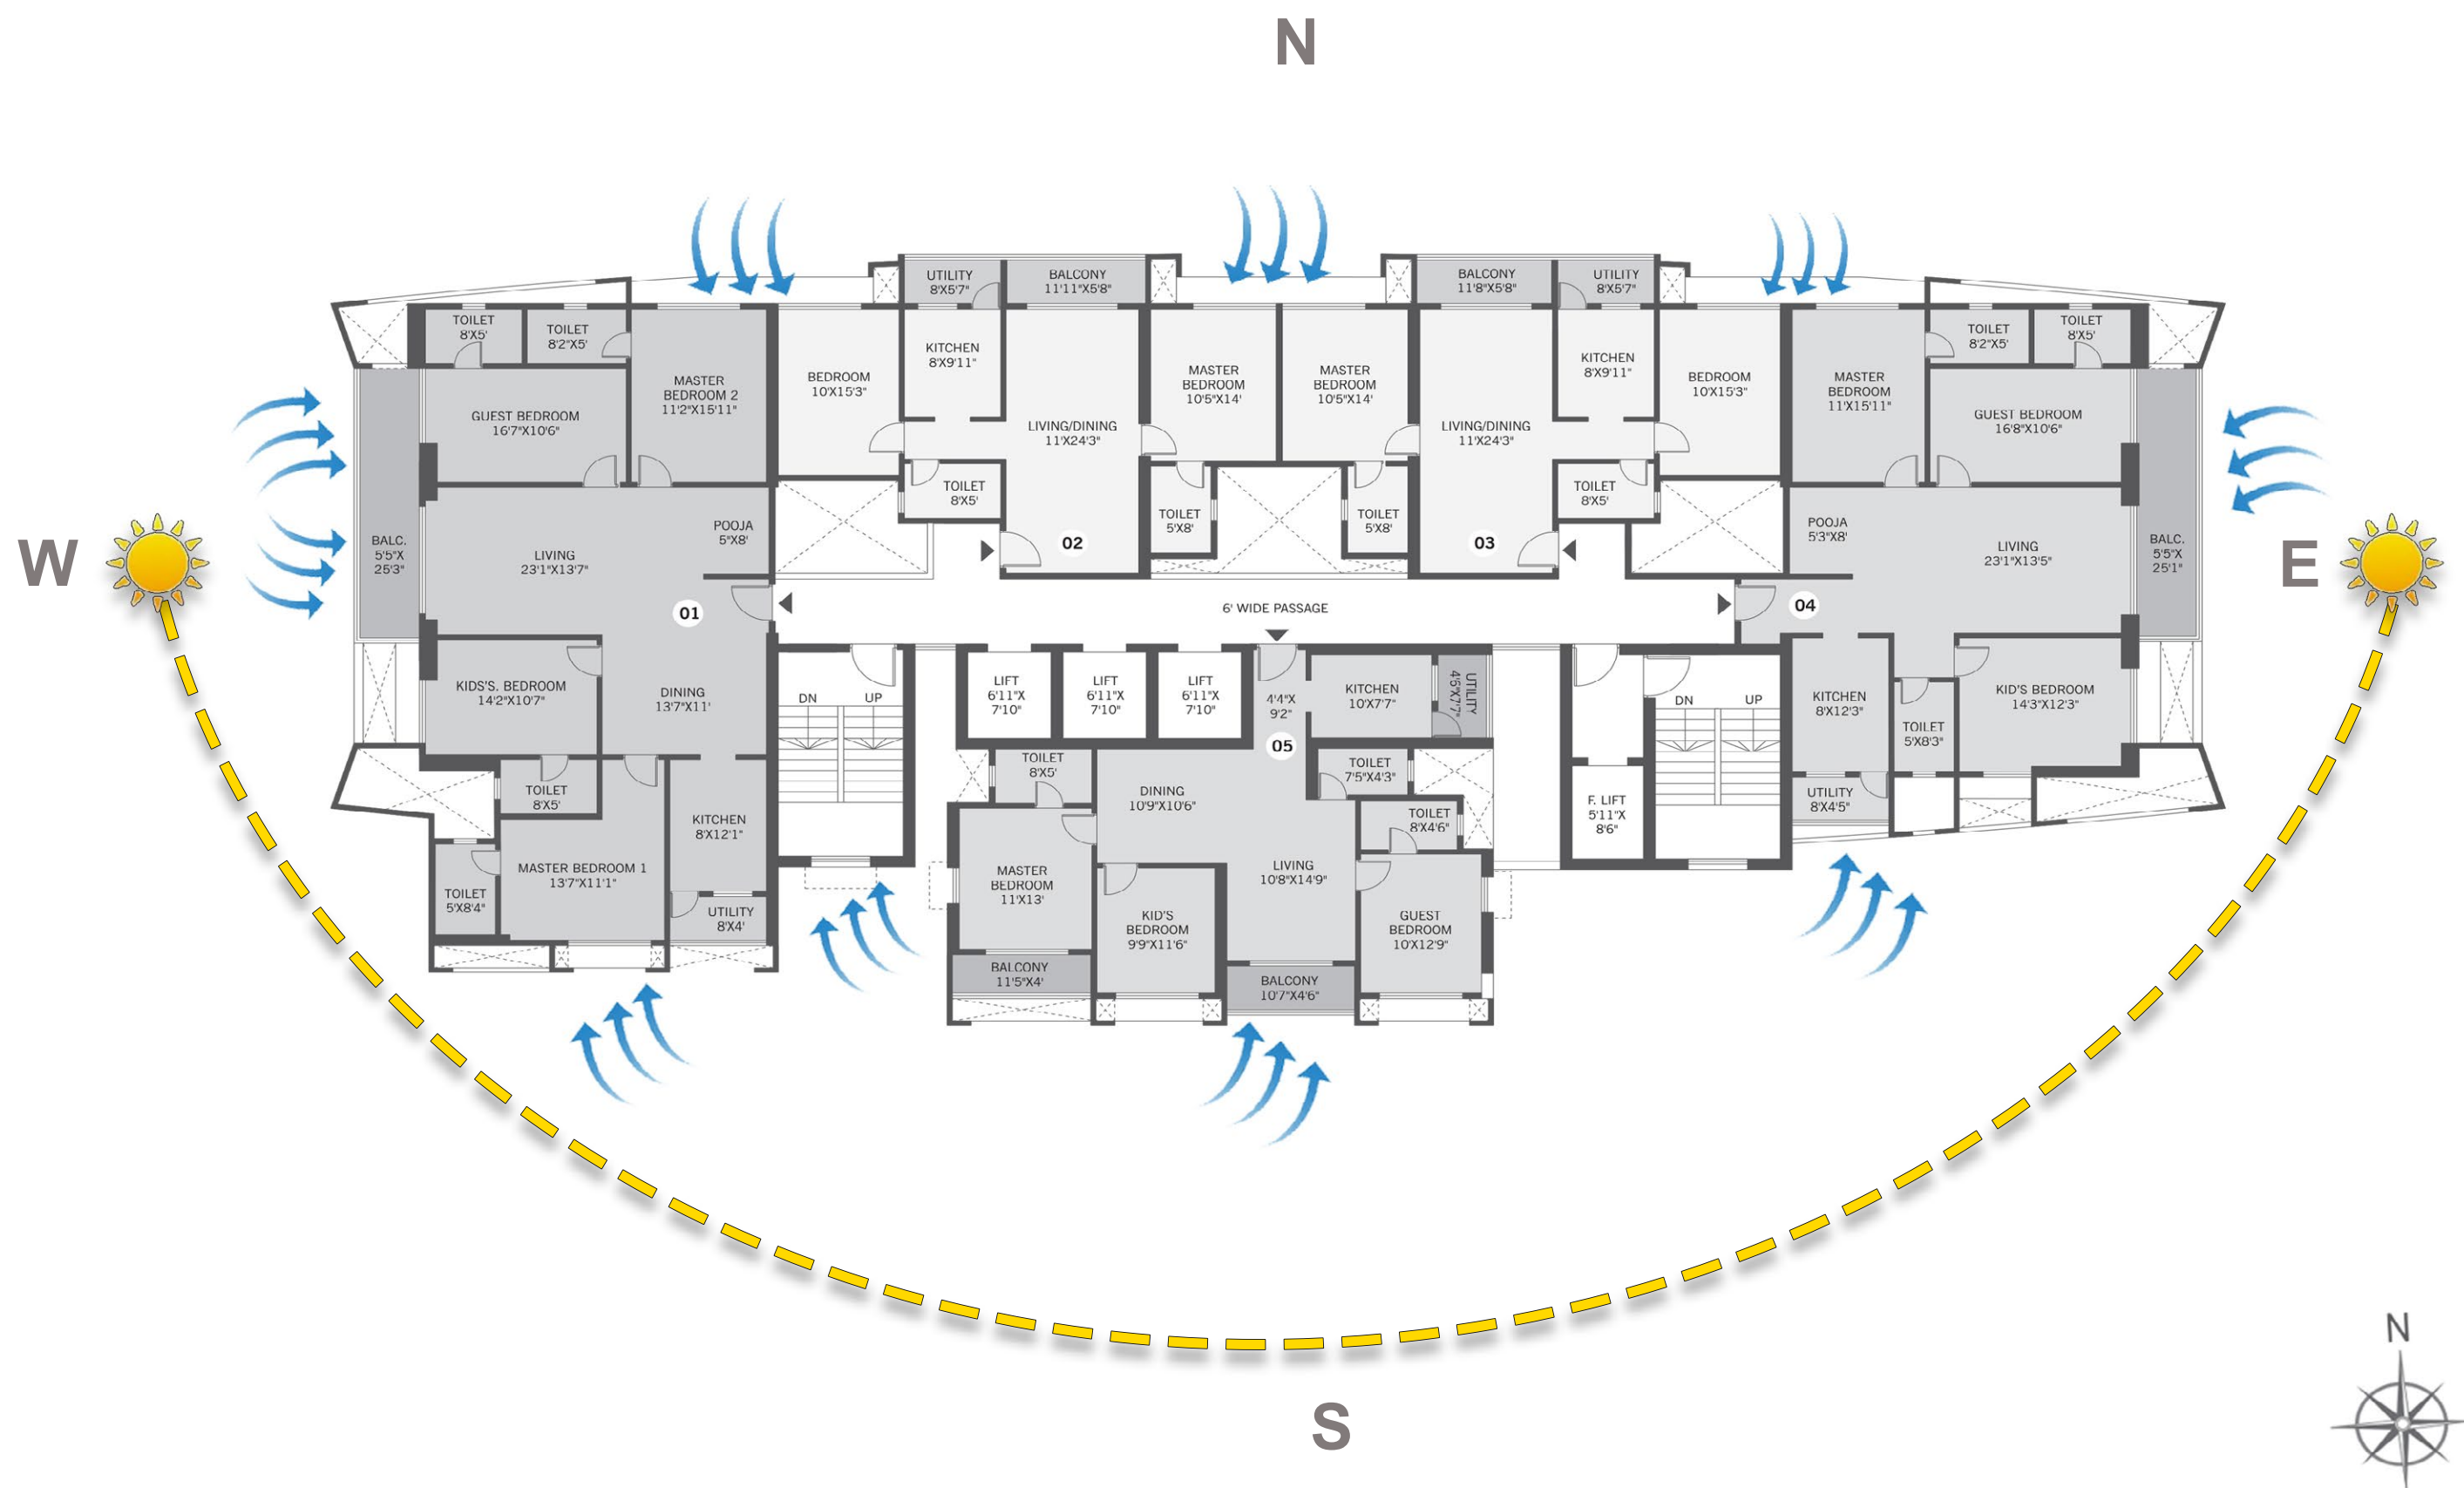 N
W
E
S
N
TOILET
8'X5'
TOILET
8'2"X5'
MASTER
BEDROOM 2
11'2"X15'11"
GUEST BEDROOM
16'7"X10'6"
BALC.
5'5"X
25'3"
LIVING
23'1"X13'7"
POOJA
5"X8'
01
KIDS'S. BEDROOM
14'2"X10'7"
DINING
13'7"X11'
TOILET
8'X5'
KITCHEN
8'X12'1"
MASTER BEDROOM 1
13'7"X11'1"
TOILET
5'X8'4"
UTILITY
8'X4'
BEDROOM
10'X15'3"
UTILITY
8'X5'7"
BALCONY
11'11"X5'8"
KITCHEN
8'X9'11"
LIVING/DINING
11'X24'3"
TOILET
8'X5'
02
MASTER
BEDROOM
10'5"X14'
TOILET
5'X8'
MASTER
BEDROOM
10'5"X14'
TOILET
5'X8'
BALCONY
11'8"X5'8"
UTILITY
8'X5'7"
LIVING/DINING
11'X24'3"
KITCHEN
8'X9'11"
TOILET
8'X5'
03
BEDROOM
10'X15'3"
MASTER
BEDROOM
11'X15'11"
TOILET
8'2"X5'
TOILET
8'X5'
GUEST BEDROOM
16'8"X10'6"
POOJA
5'3"X8'
LIVING
23'1"X13'5"
BALC.
5'5"X
25'1"
04
KITCHEN
8'X12'3"
TOILET
5'X8'3"
KID'S BEDROOM
14'3"X12'3"
UTILITY
8'X4'5"
6' WIDE PASSAGE
DN
UP
LIFT
6'11"X
7'10"
LIFT
6'11"X
7'10"
LIFT
6'11"X
7'10"
4'4"X
9'2"
05
KITCHEN
10'X7'7"
UTILITY
4'6"X7'7"
F. LIFT
5'11"X
8'6"
DN
UP
TOILET
8'X5'
DINING
10'9"X10'6"
TOILET
7'5"X4'3"
TOILET
8'X4'6"
MASTER
BEDROOM
11'X13'
KID'S
BEDROOM
9'9"X11'6"
LIVING
10'8"X14'9"
GUEST
BEDROOM
10'X12'9"
BALCONY
11'5"X4'
BALCONY
10'7"X4'6"